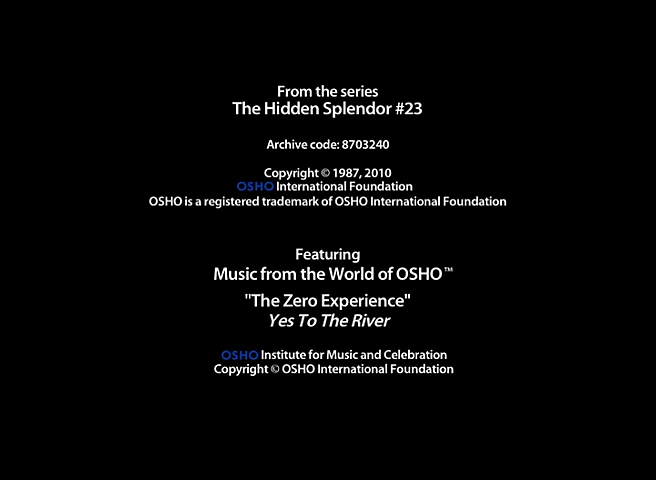 From the series
The Hidden Splendor #23
Archive code: 8703240
Copyright © 1987, 2010
OSHO International Foundation
OSHO is a registered trademark of OSHO International Foundation
Featuring
Music from the World of OSHO™
"The Zero Experience"
Yes To The River
OSHO Institute for Music and Celebration
Copyright © OSHO International Foundation